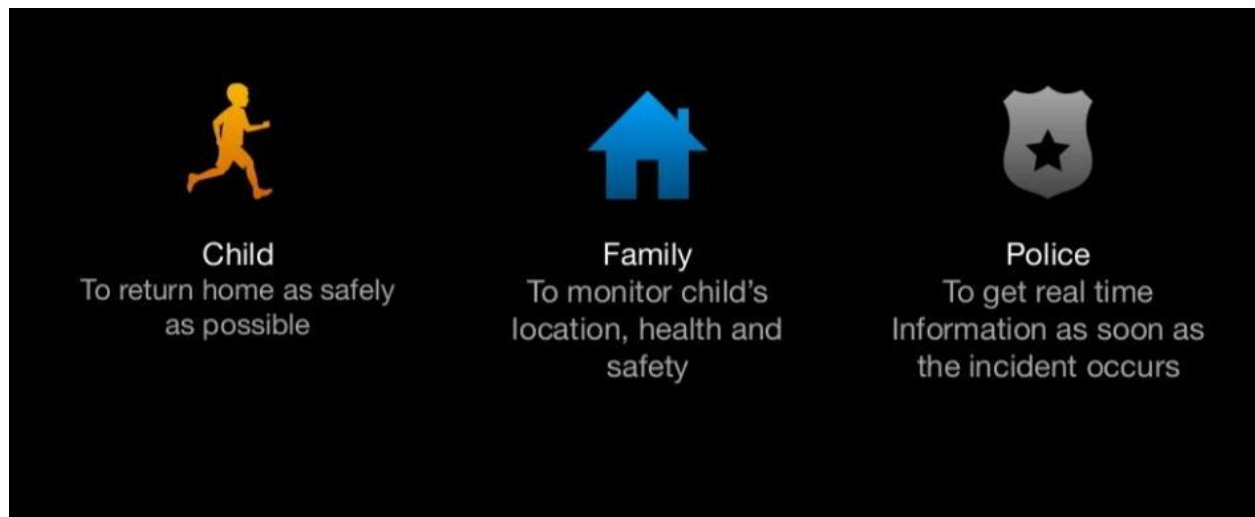 Child
To return home as safely
as possible
Family
To monitor child's
location, health and
safety
Police
To get real time
Information as soon as
the incident occurs